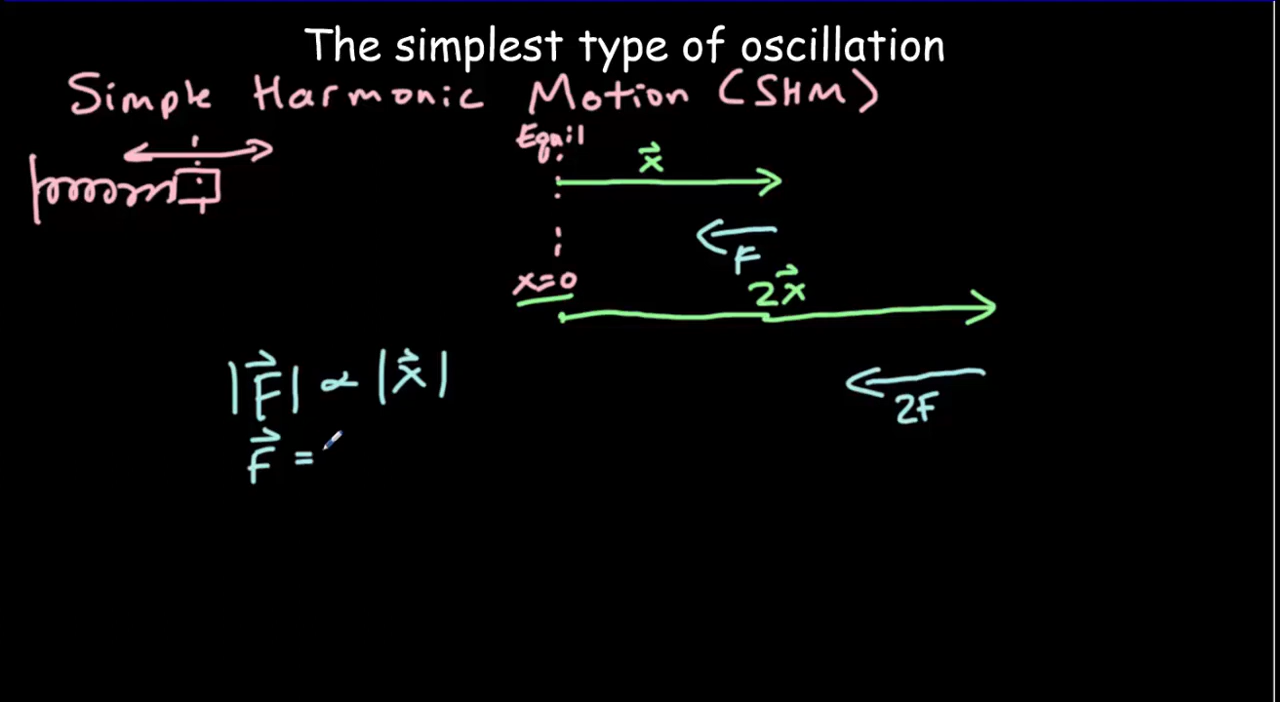 The simplest type of oscillation
Simple Harmonic Motion (SHM)
Equil
x⃗
F
x=0
2x⃗
|F⃗| ∝ |x⃗|
2F
F⃗ =